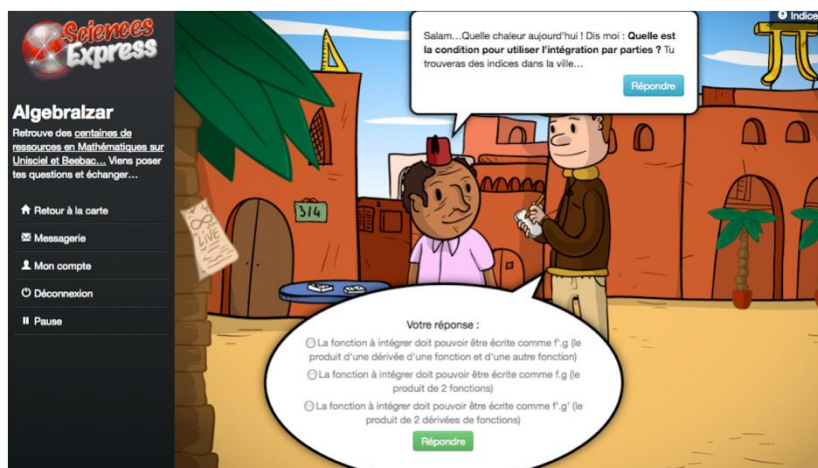 Sciences
Express
Indice
Salam...Quelle chaleur aujourd'hui ! Dis moi : Quelle est
la condition pour utiliser l'intégration par parties ? Tu
trouveras des indices dans la ville...
Répondre
Algebralzar
Retrouve des centaines de
ressources en Mathématiques sur
Unisciel et Beebac... Viens poser
tes questions et échanger...
Retour à la carte
Messagerie
Mon compte
Déconnexion
Pause
314
LIVE
Votre réponse :
La fonction à intégrer doit pouvoir être écrite comme f'.g (le
produit d'une dérivée d'une fonction et d'une autre fonction)
La fonction à intégrer doit pouvoir être écrite comme f.g (le
produit de 2 fonctions)
La fonction à intégrer doit pouvoir être écrite comme f'.g' (le
produit de 2 dérivées de fonctions)
Répondre